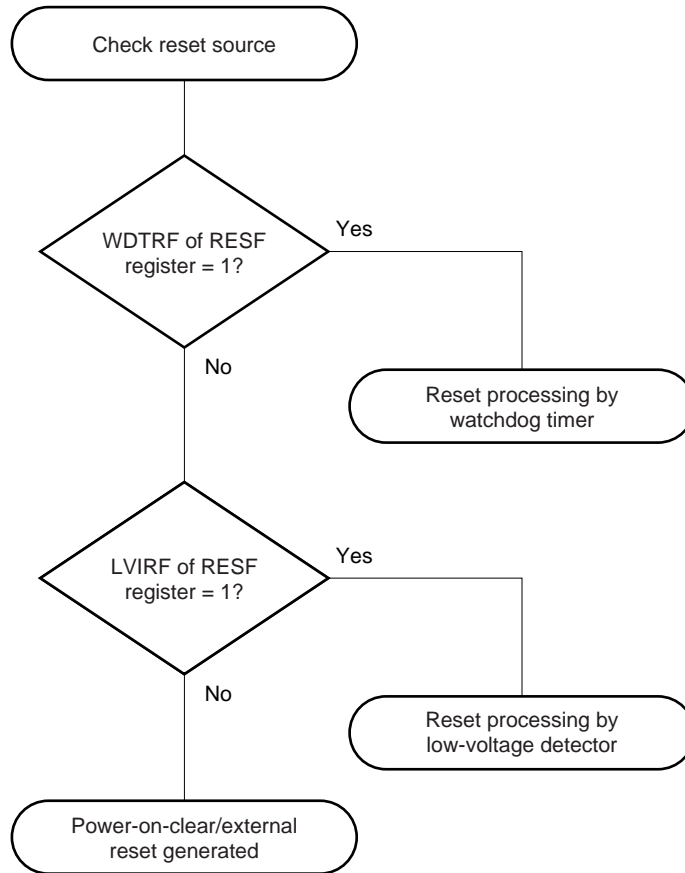 Check reset source
WDTRF of RESF
register = 1?
Yes
No
Reset processing by
watchdog timer
LVIRF of RESF
register = 1?
Yes
No
Reset processing by
low-voltage detector
Power-on-clear/external
reset generated